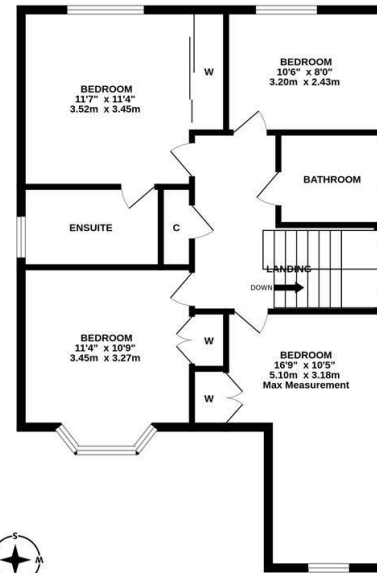 BEDROOM
11'7" x 11'4"
3.52m x 3.45m
W
BEDROOM
10'6" x 8'0"
3.20m x 2.43m
BATHROOM
ENSUITE
C
LANDING
DOWN
BEDROOM
11'4" x 10'9"
3.45m x 3.27m
W
W
BEDROOM
16'9" x 10'5"
5.10m x 3.18m
Max Measurement
S
W